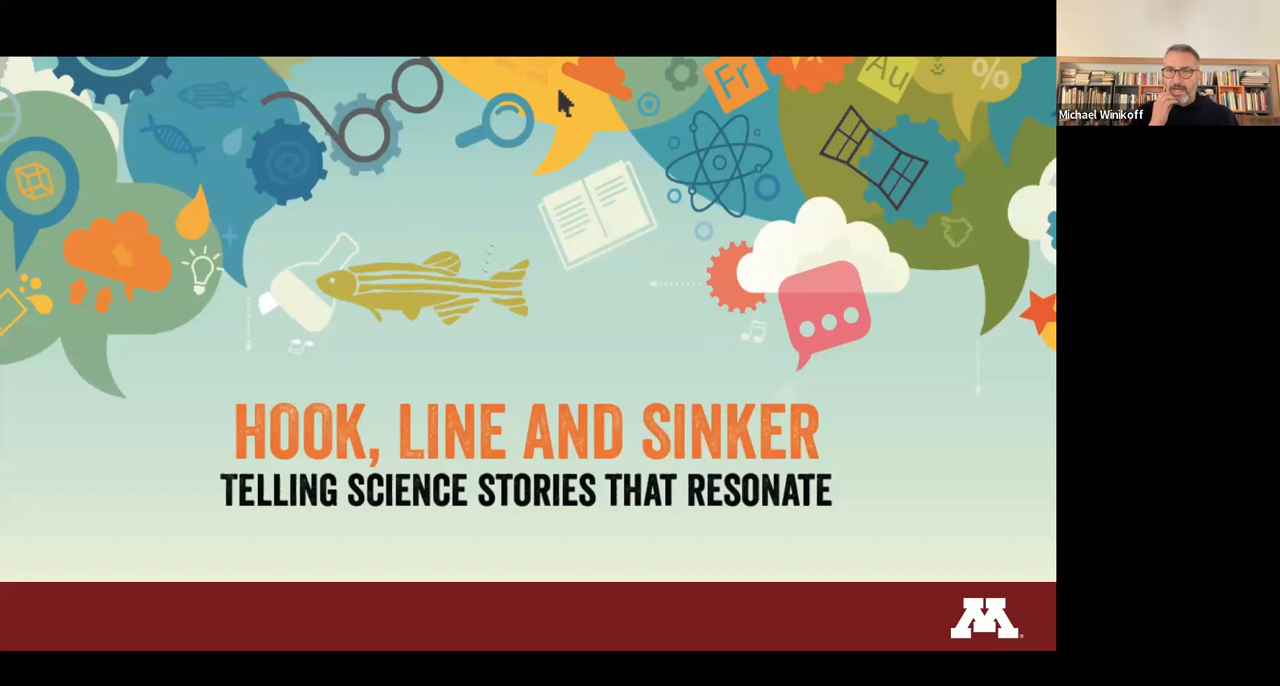 Fr
Au
%
@
Michael Winikoff
HOOK, LINE AND SINKER
TELLING SCIENCE STORIES THAT RESONATE
M